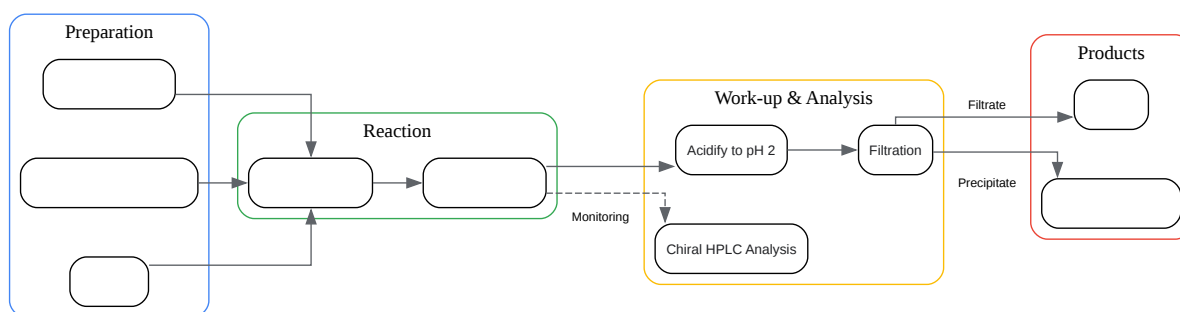 Preparation
Reaction
Work-up & Analysis
Acidify to pH 2
Filtration
Monitoring
Chiral HPLC Analysis
Products
Filtrate
Precipitate